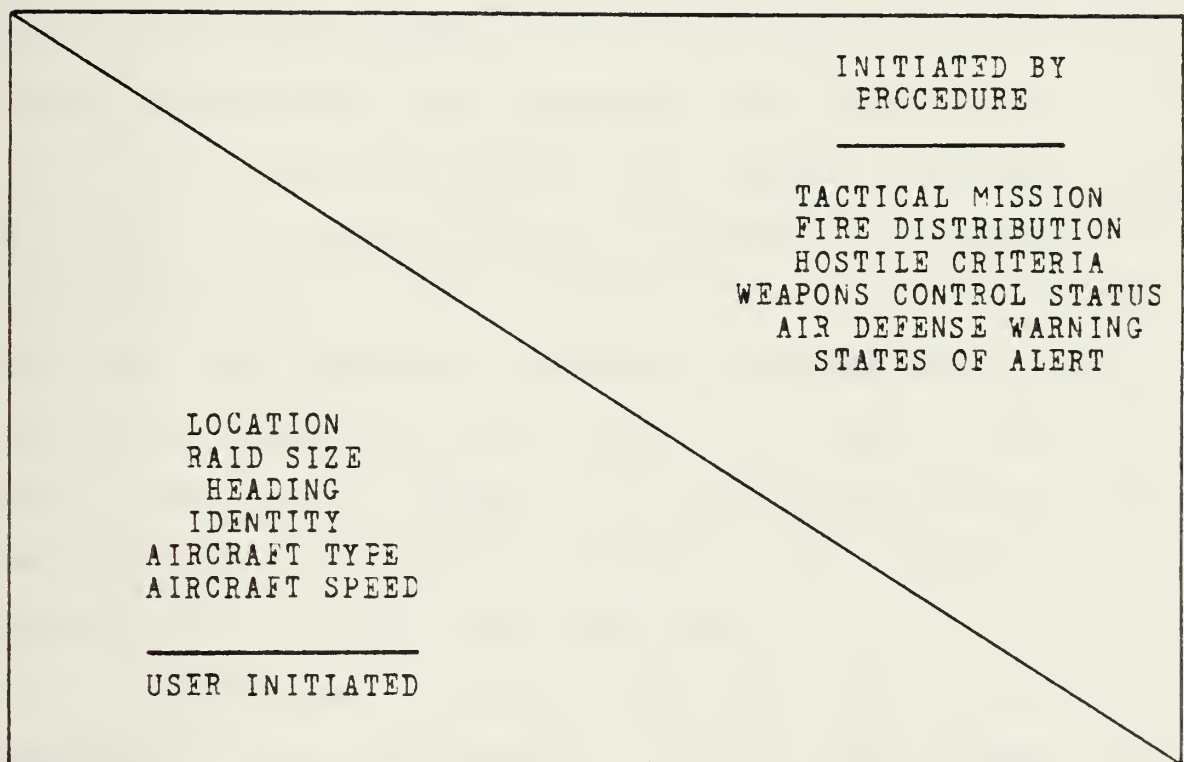 INITIATED BY
PROCEDURE
TACTICAL MISSION
FIRE DISTRIBUTION
HOSTILE CRITERIA
WEAPONS CONTROL STATUS
AIR DEFENSE WARNING
STATES OF ALERT
LOCATION
RAID SIZE
HEADING
IDENTITY
AIRCRAFT TYPE
AIRCRAFT SPEED
USER INITIATED